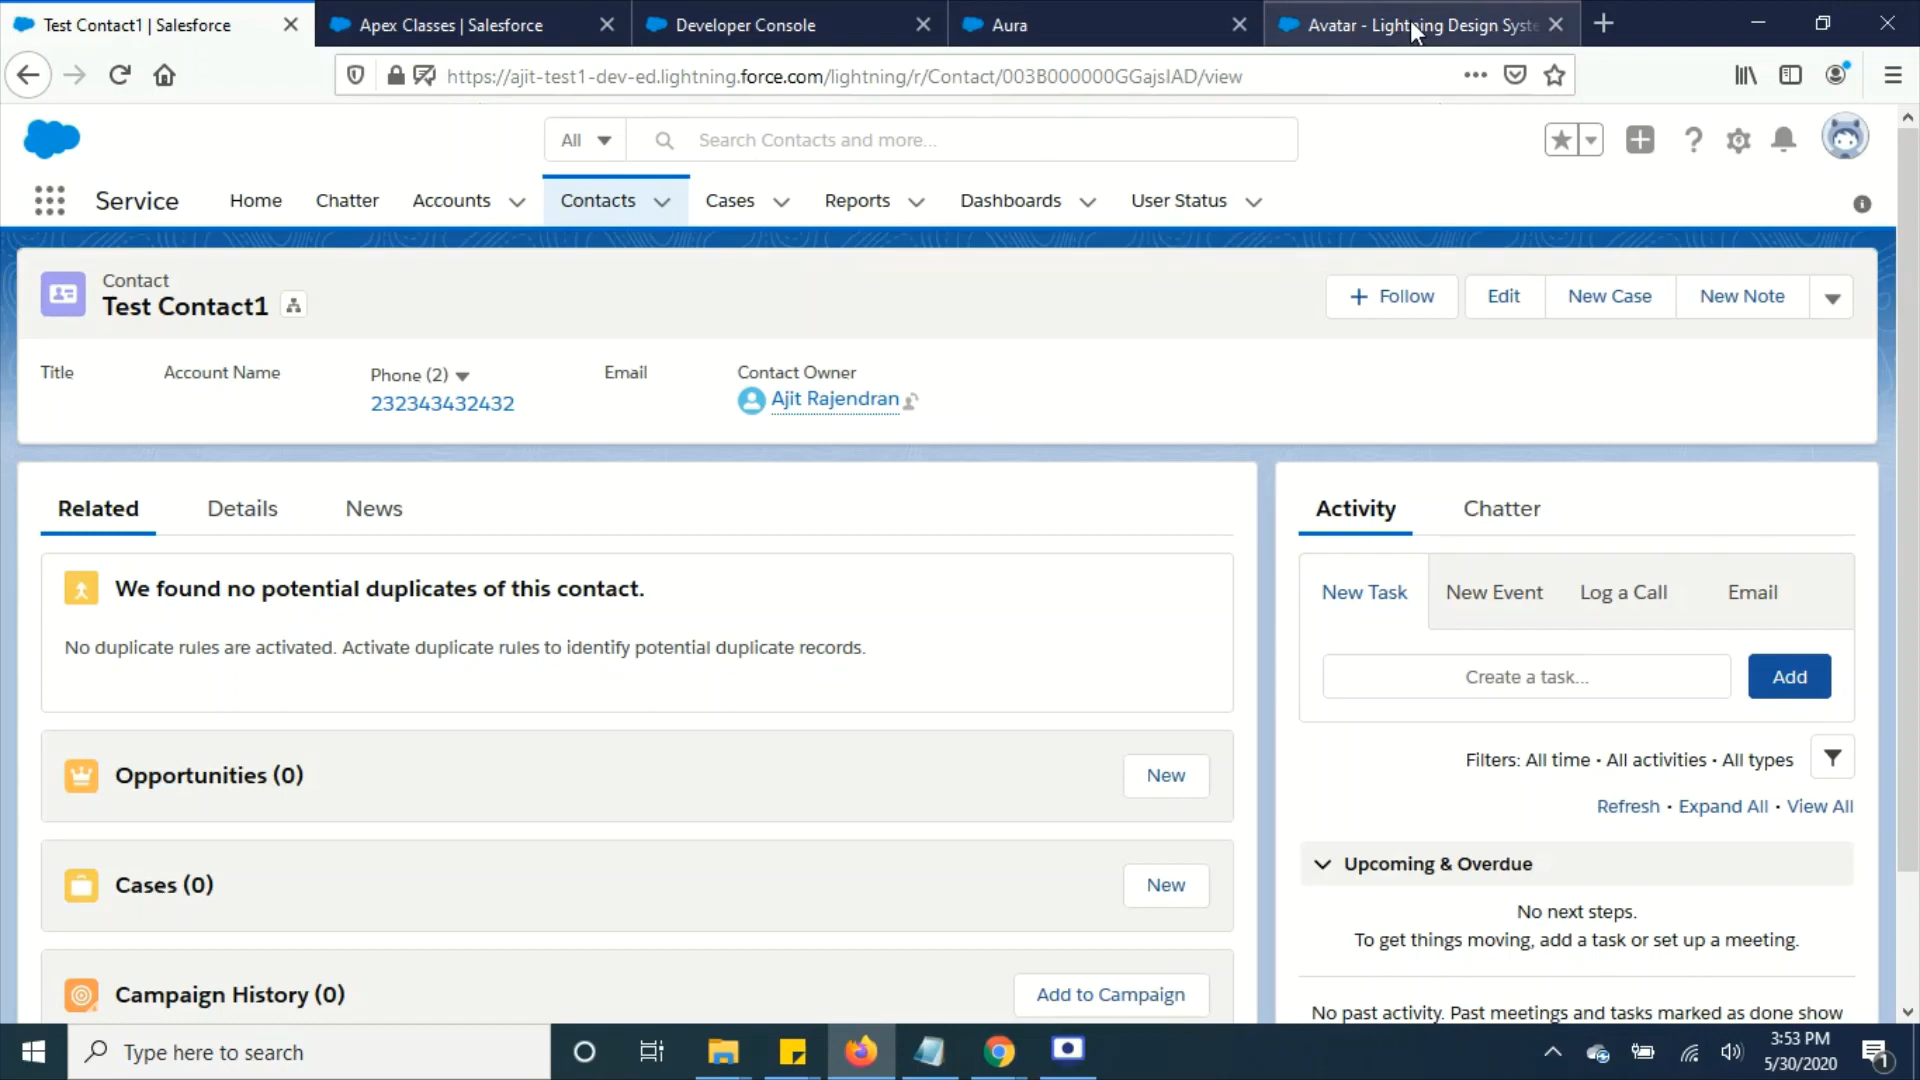 Test Contact1 | Salesforce
Apex Classes | Salesforce
Developer Console
Aura
Avatar - Lightning Design Syste
https://ajit-test1-dev-ed.lightning.force.com/lightning/r/Contact/003B000000GGajsIAD/view
All
Search Contacts and more...
Service
Home
Chatter
Accounts
Contacts
Cases
Reports
Dashboards
User Status
Contact
Test Contact1
Follow
Edit
New Case
New Note
Title
Account Name
Phone (2)
232343432432
Email
Contact Owner
Ajit Rajendran
Related
Details
News
We found no potential duplicates of this contact.
No duplicate rules are activated. Activate duplicate rules to identify potential duplicate records.
Opportunities (0)
New
Cases (0)
New
Campaign History (0)
Add to Campaign
Activity
Chatter
New Task
New Event
Log a Call
Email
Create a task...
Add
Filters: All time • All activities • All types
Refresh • Expand All • View All
Upcoming & Overdue
No next steps.
To get things moving, add a task or set up a meeting.
No past activity. Past meetings and tasks marked as done show
Type here to search
3:53 PM
5/30/2020
1